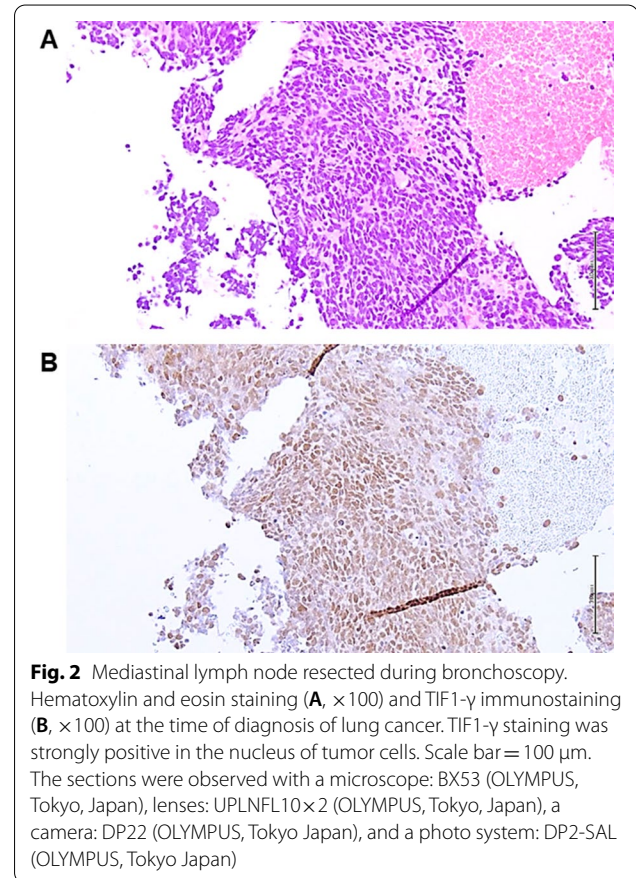 A
B
Fig. 2 Mediastinal lymph node resected during bronchoscopy.
Hematoxylin and eosin staining (A, ×100) and TIF1-γ immunostaining
(B, ×100) at the time of diagnosis of lung cancer. TIF1-γ staining was
strongly positive in the nucleus of tumor cells. Scale bar = 100 μm.
The sections were observed with a microscope: BX53 (OLYMPUS,
Tokyo, Japan), lenses: UPLNFL10×2 (OLYMPUS, Tokyo, Japan), a
camera: DP22 (OLYMPUS, Tokyo Japan), and a photo system: DP2-SAL
(OLYMPUS, Tokyo Japan)